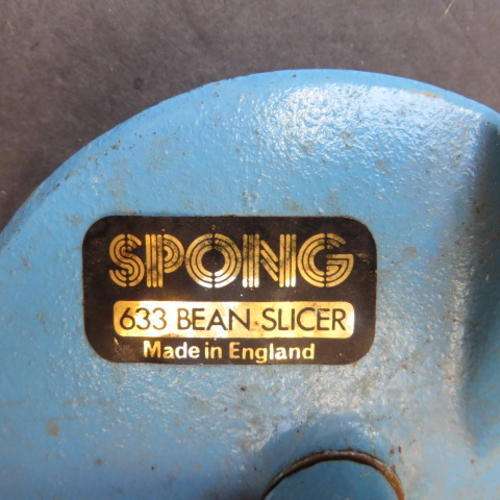 SPONG
633 BEAN·SLICER
Made in England